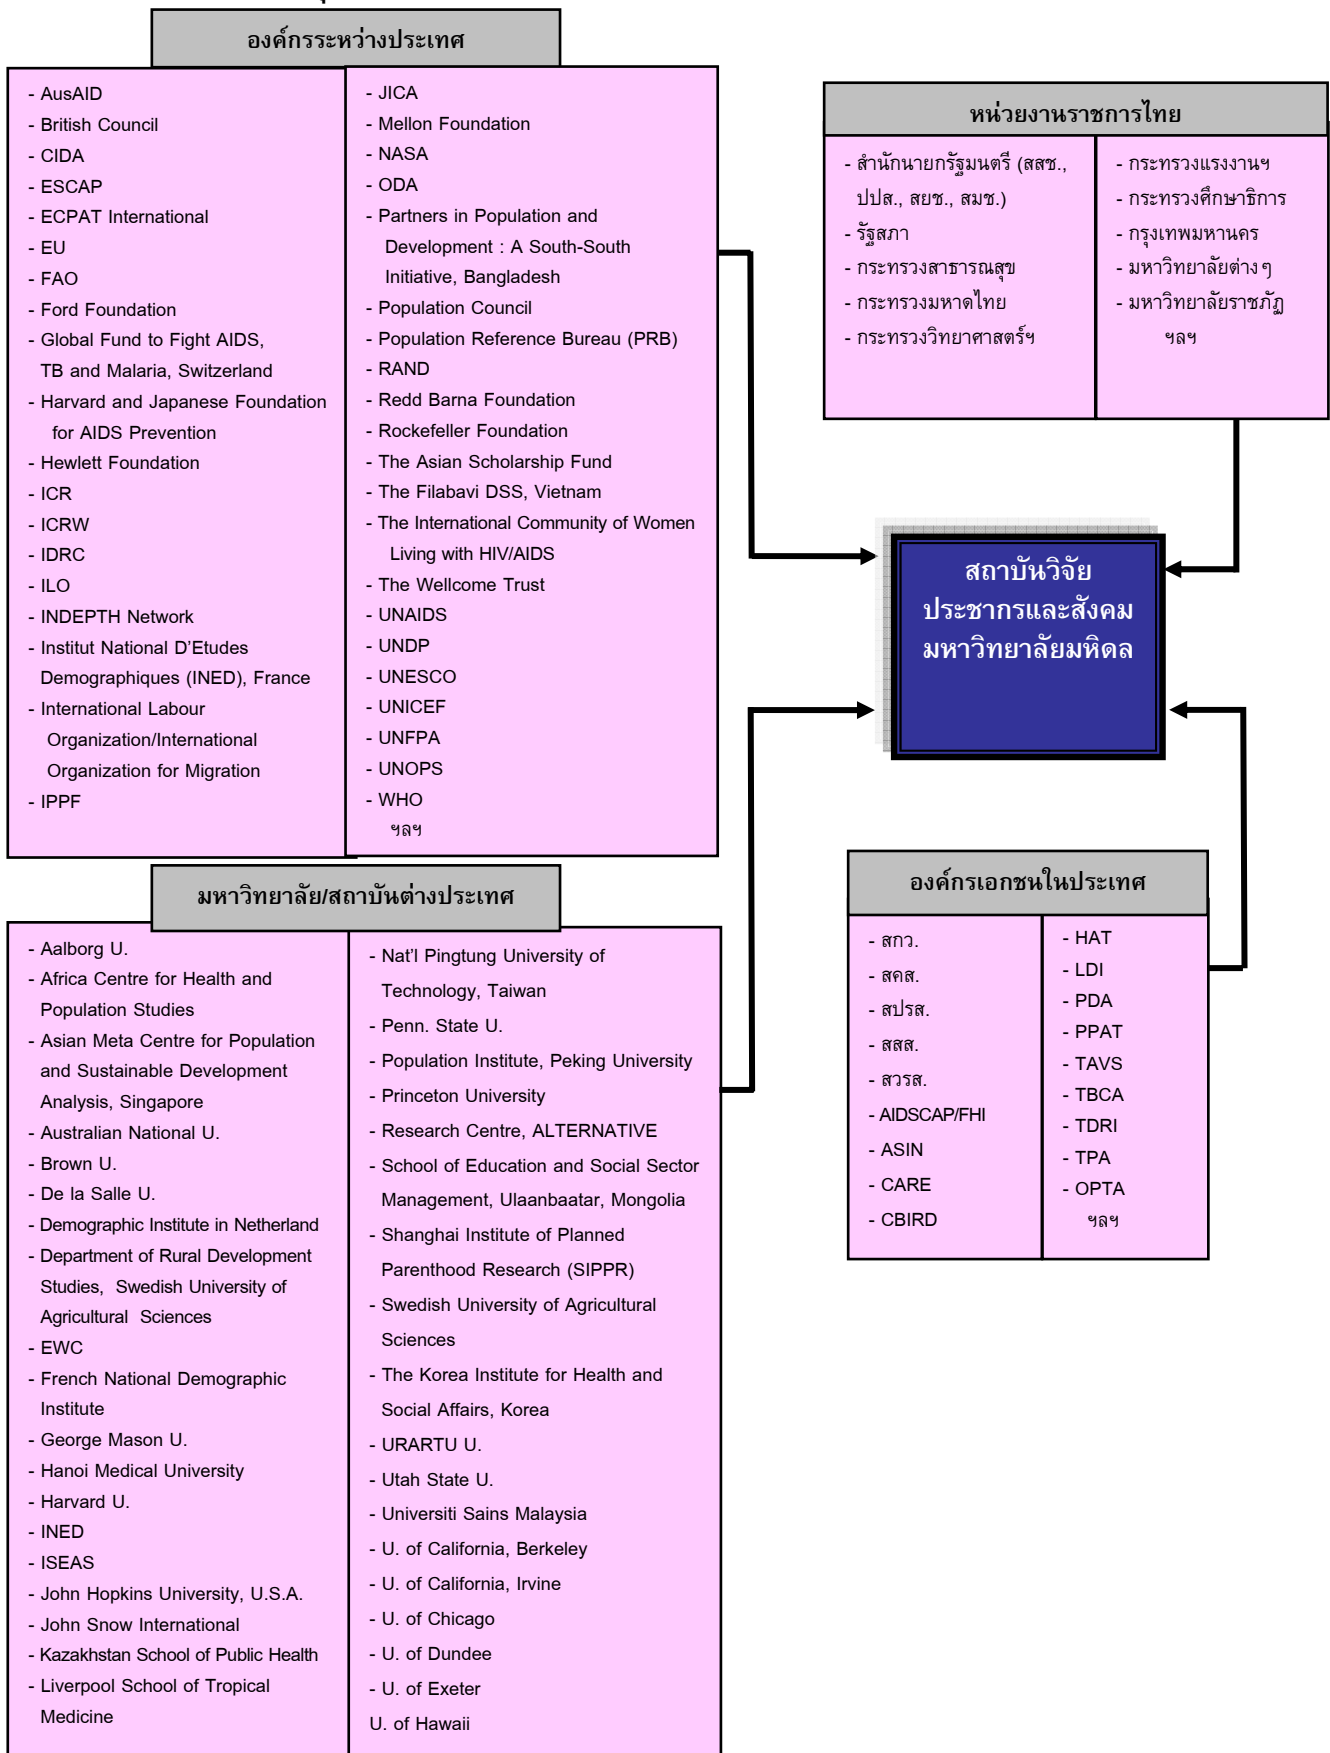 องค์กรระหว่างประเทศ
- AusAID
- British Council
- CIDA
- ESCAP
- ECPAT International
- EU
- FAO
- Ford Foundation
- Global Fund to Fight AIDS,
TB and Malaria, Switzerland
- Harvard and Japanese Foundation
for AIDS Prevention
- Hewlett Foundation
- ICR
- ICRW
- IDRC
- ILO
- INDEPTH Network
- Institut National D'Etudes
Demographiques (INED), France
- International Labour
Organization/International
Organization for Migration
- IPPF
- JICA
- Mellon Foundation
- NASA
- ODA
- Partners in Population and
Development : A South-South
Initiative, Bangladesh
- Population Council
- Population Reference Bureau (PRB)
- RAND
- Redd Barna Foundation
- Rockefeller Foundation
- The Asian Scholarship Fund
- The Filabavi DSS, Vietnam
- The International Community of Women
Living with HIV/AIDS
- The Wellcome Trust
- UNAIDS
- UNDP
- UNESCO
- UNICEF
- UNFPA
- UNOPS
- WHO
ฯลฯ
หน่วยงานราชการไทย
- สำนักนายกรัฐมนตรี (สสช.,
ปปส., สยช., สมช.)
- รัฐสภา
- กระทรวงสาธารณสุข
- กระทรวงมหาดไทย
- กระทรวงวิทยาศาสตร์ฯ
- กระทรวงแรงงานฯ
- กระทรวงศึกษาธิการ
- กรุงเทพมหานคร
- มหาวิทยาลัยต่าง ๆ
- มหาวิทยาลัยราชภัฏ
ฯลฯ
สถาบันวิจัย
ประชากรและสังคม
มหาวิทยาลัยมหิดล
มหาวิทยาลัย/สถาบันต่างประเทศ
- Aalborg U.
- Africa Centre for Health and
Population Studies
- Asian Meta Centre for Population
and Sustainable Development
Analysis, Singapore
- Australian National U.
- Brown U.
- De la Salle U.
- Demographic Institute in Netherland
- Department of Rural Development
Studies, Swedish University of
Agricultural Sciences
- EWC
- French National Demographic
Institute
- George Mason U.
- Hanoi Medical University
- Harvard U.
- INED
- ISEAS
- John Hopkins University, U.S.A.
- John Snow International
- Kazakhstan School of Public Health
- Liverpool School of Tropical
Medicine
- Nat'l Pingtung University of
Technology, Taiwan
- Penn. State U.
- Population Institute, Peking University
- Princeton University
- Research Centre, ALTERNATIVE
- School of Education and Social Sector
Management, Ulaanbaatar, Mongolia
- Shanghai Institute of Planned
Parenthood Research (SIPPR)
- Swedish University of Agricultural
Sciences
- The Korea Institute for Health and
Social Affairs, Korea
- URARTU U.
- Utah State U.
- Universiti Sains Malaysia
- U. of California, Berkeley
- U. of California, Irvine
- U. of Chicago
- U. of Dundee
- U. of Exeter
U. of Hawaii
องค์กรเอกชนในประเทศ
- สกว.
- สคส.
- สปรส.
- สสส.
- สวรส.
- AIDSCAP/FHI
- ASIN
- CARE
- CBIRD
- HAT
- LDI
- PDA
- PPAT
- TAVS
- TBCA
- TDRI
- TPA
- OPTA
ฯลฯ